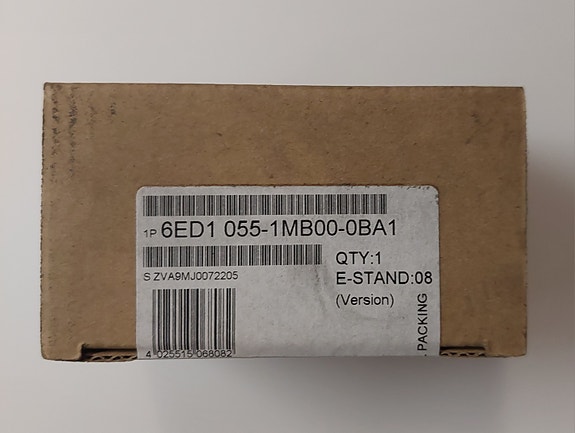 1P 6ED1 055-1MB00-0BA1
S ZVA9MJ0072205
QTY:1
E-STAND:08
(Version)
4 025515 068082
PACKING